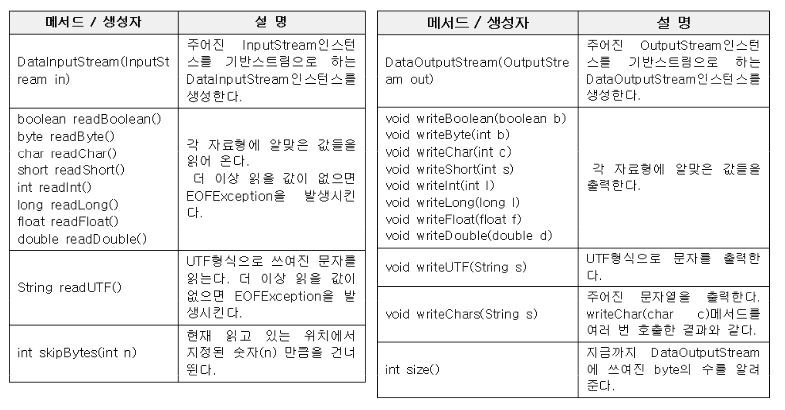 메서드 / 생성자
설 명
DataInputStream(InputSt
ream in)
주어진 InputStream인스턴
스를 기반스트림으로 하는
DataInputStream인스턴스를
생성한다.
boolean readBoolean()
byte readByte()
char readChar()
short readShort()
int readInt()
long readLong()
float readFloat()
double readDouble()
각 자료형에 알맞은 값들을
읽어 온다.
더 이상 읽을 값이 없으면
EOFException을 발생시킨
다.
String readUTF()
UTF형식으로 쓰여진 문자를
읽는다. 더 이상 읽을 값이
없으면 EOFException을 발
생시킨다.
int skipBytes(int n)
현재 읽고 있는 위치에서
지정된 숫자(n) 만큼을 건너
뛴다.
메서드 / 생성자
설 명
DataOutputStream(OutputStre
am out)
주어진 OutputStream인스턴
스를 기반스트림으로 하는
DataOutputStream인스턴스를
생성한다.
void writeBoolean(boolean b)
void writeByte(int b)
void writeChar(int c)
void writeShort(int s)
void writeInt(int l)
void writeLong(long l)
void writeFloat(float f)
void writeDouble(double d)
각 자료형에 알맞은 값들을
출력한다.
void writeUTF(String s)
UTF형식으로 문자를 출력한
다.
void writeChars(String s)
주어진 문자열을 출력한다.
writeChar(char c)메서드를
여러 번 호출한 결과와 같다.
int size()
지금까지 DataOutputStream
에 쓰여진 byte의 수를 알려
준다.